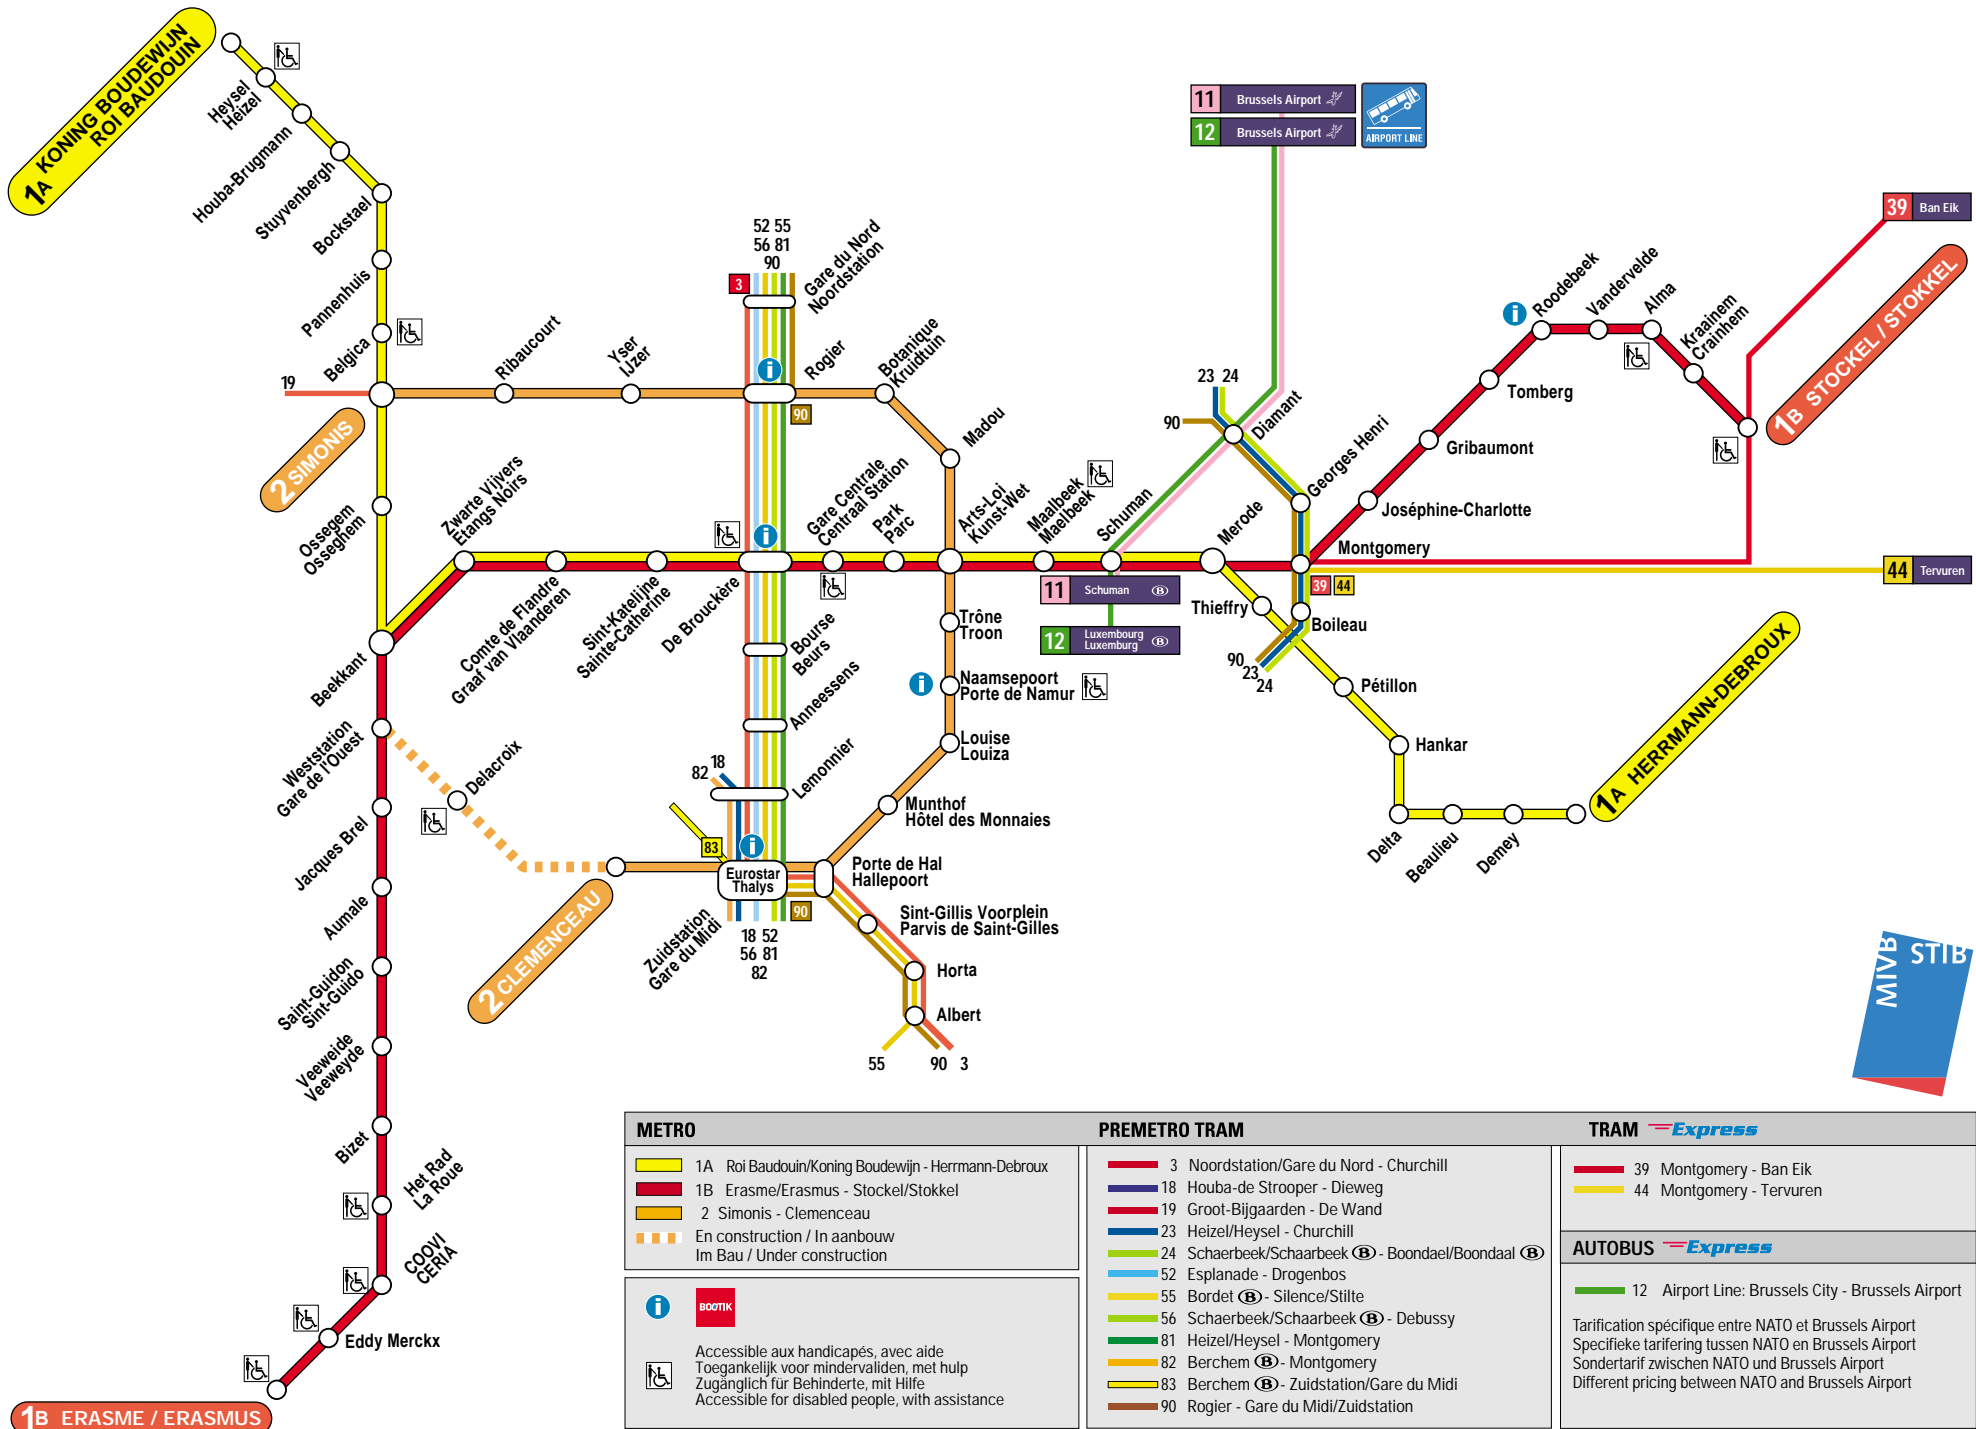 1A KONING BOUDEWIJN
ROI BAUDOUIN
Heysel
Heizel
Houba-Brugmann
Stuyvenbergh
Bockstael
Pannenhuis
Belgica
19
2 SIMONIS
Ossegem
Osseghem
Beekkant
Weststation
Gare de l'Ouest
Jacques Brel
Aumale
Saint-Guidon
Sint-Guido
Veeweide
Veeweyde
Bizet
Het Rad
La Roue
COOVI
CERIA
Eddy Merckx
1B ERASME / ERASMUS
Ribaucourt
Yser
IJzer
52 55
56 81
90
3
Gare du Nord
Noordstation
Rogier
90
Botanique
Kruidtuin
Madou
Zwarte Vijvers
Etangs Noirs
Comte de Flandre
Graaf van Vlaanderen
Sint-Katelijne
Sainte-Catherine
De Brouckère
Gare Centrale
Centraal Station
Park
Parc
Arts-Loi
Kunst-Wet
Maalbeek
Maelbeek
Schuman
Merode
Montgomery
Bourse
Beurs
Anneessens
Lemonnier
82 18
83
Eurostar
Thalys
90
Zuidstation
Gare du Midi
18 52
56 81
82
Delacroix
2 CLEMENCEAU
Trône
Troon
Naamsepoort
Porte de Namur
Louise
Louiza
Munthof
Hôtel des Monnaies
Porte de Hal
Hallepoort
Sint-Gillis Voorplein
Parvis de Saint-Gilles
Horta
Albert
55
90 3
11 Brussels Airport
12 Brussels Airport
AIRPORT LINE
23 24
90
Diamant
Georges Henri
11 Schuman B
12 Luxembourg
Luxemburg B
39 44
Thieffry
Boileau
90
23
24
Pétillon
Hankar
Delta
Beaulieu
Demey
1A HERRMANN-DEBROUX
Joséphine-Charlotte
Gribaumont
Tomberg
Roodebeek
Vandervelde
Alma
Kraainem
Crainhem
1B STOCKEL / STOKKEL
39 Ban Eik
44 Tervuren
MIVB STIB
METRO
1A Roi Baudouin/Koning Boudewijn - Herrmann-Debroux
1B Erasme/Erasmus - Stockel/Stokkel
2 Simonis - Clemenceau
En construction / In aanbouw
Im Bau / Under construction
i BOOTIK
Accessible aux handicapés, avec aide
Toegankelijk voor mindervaliden, met hulp
Zugänglich für Behinderte, mit Hilfe
Accessible for disabled people, with assistance
PREMETRO TRAM
3 Noordstation/Gare du Nord - Churchill
18 Houba-de Strooper - Dieweg
19 Groot-Bijgaarden - De Wand
23 Heizel/Heysel - Churchill
24 Schaerbeek/Schaarbeek B - Boondael/Boondaal B
52 Esplanade - Drogenbos
55 Bordet B - Silence/Stilte
56 Schaerbeek/Schaarbeek B - Debussy
81 Heizel/Heysel - Montgomery
82 Berchem B - Montgomery
83 Berchem B - Zuidstation/Gare du Midi
90 Rogier - Gare du Midi/Zuidstation
TRAM Express
39 Montgomery - Ban Eik
44 Montgomery - Tervuren
AUTOBUS Express
12 Airport Line: Brussels City - Brussels Airport
Tarification spécifique entre NATO et Brussels Airport
Specifieke tarifering tussen NATO en Brussels Airport
Sondertarif zwischen NATO und Brussels Airport
Different pricing between NATO and Brussels Airport